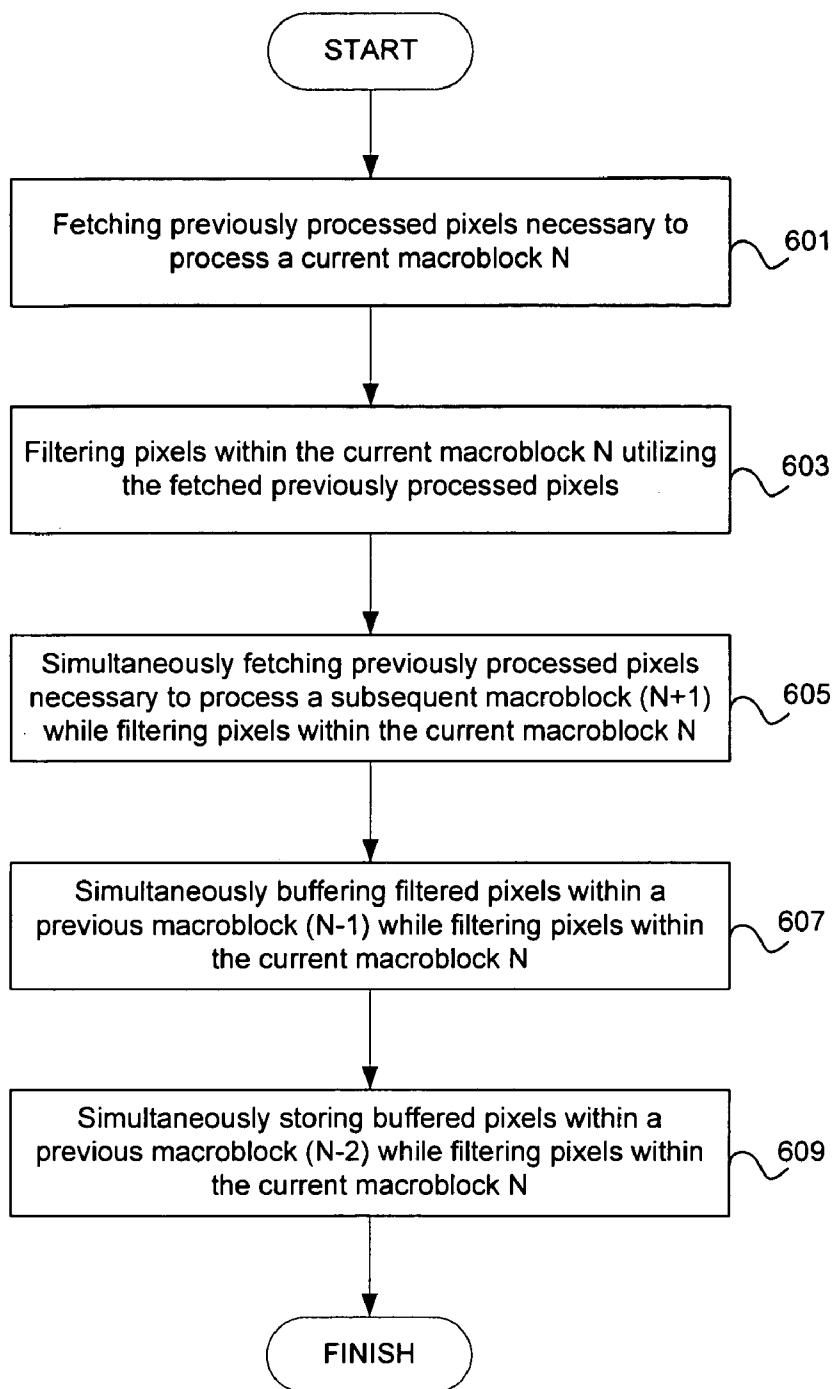 START
Fetching previously processed pixels necessary to
process a current macroblock N
601
Filtering pixels within the current macroblock N utilizing
the fetched previously processed pixels
603
Simultaneously fetching previously processed pixels
necessary to process a subsequent macroblock (N+1)
while filtering pixels within the current macroblock N
605
Simultaneously buffering filtered pixels within a
previous macroblock (N-1) while filtering pixels within
the current macroblock N
607
Simultaneously storing buffered pixels within a
previous macroblock (N-2) while filtering pixels within
the current macroblock N
609
FINISH